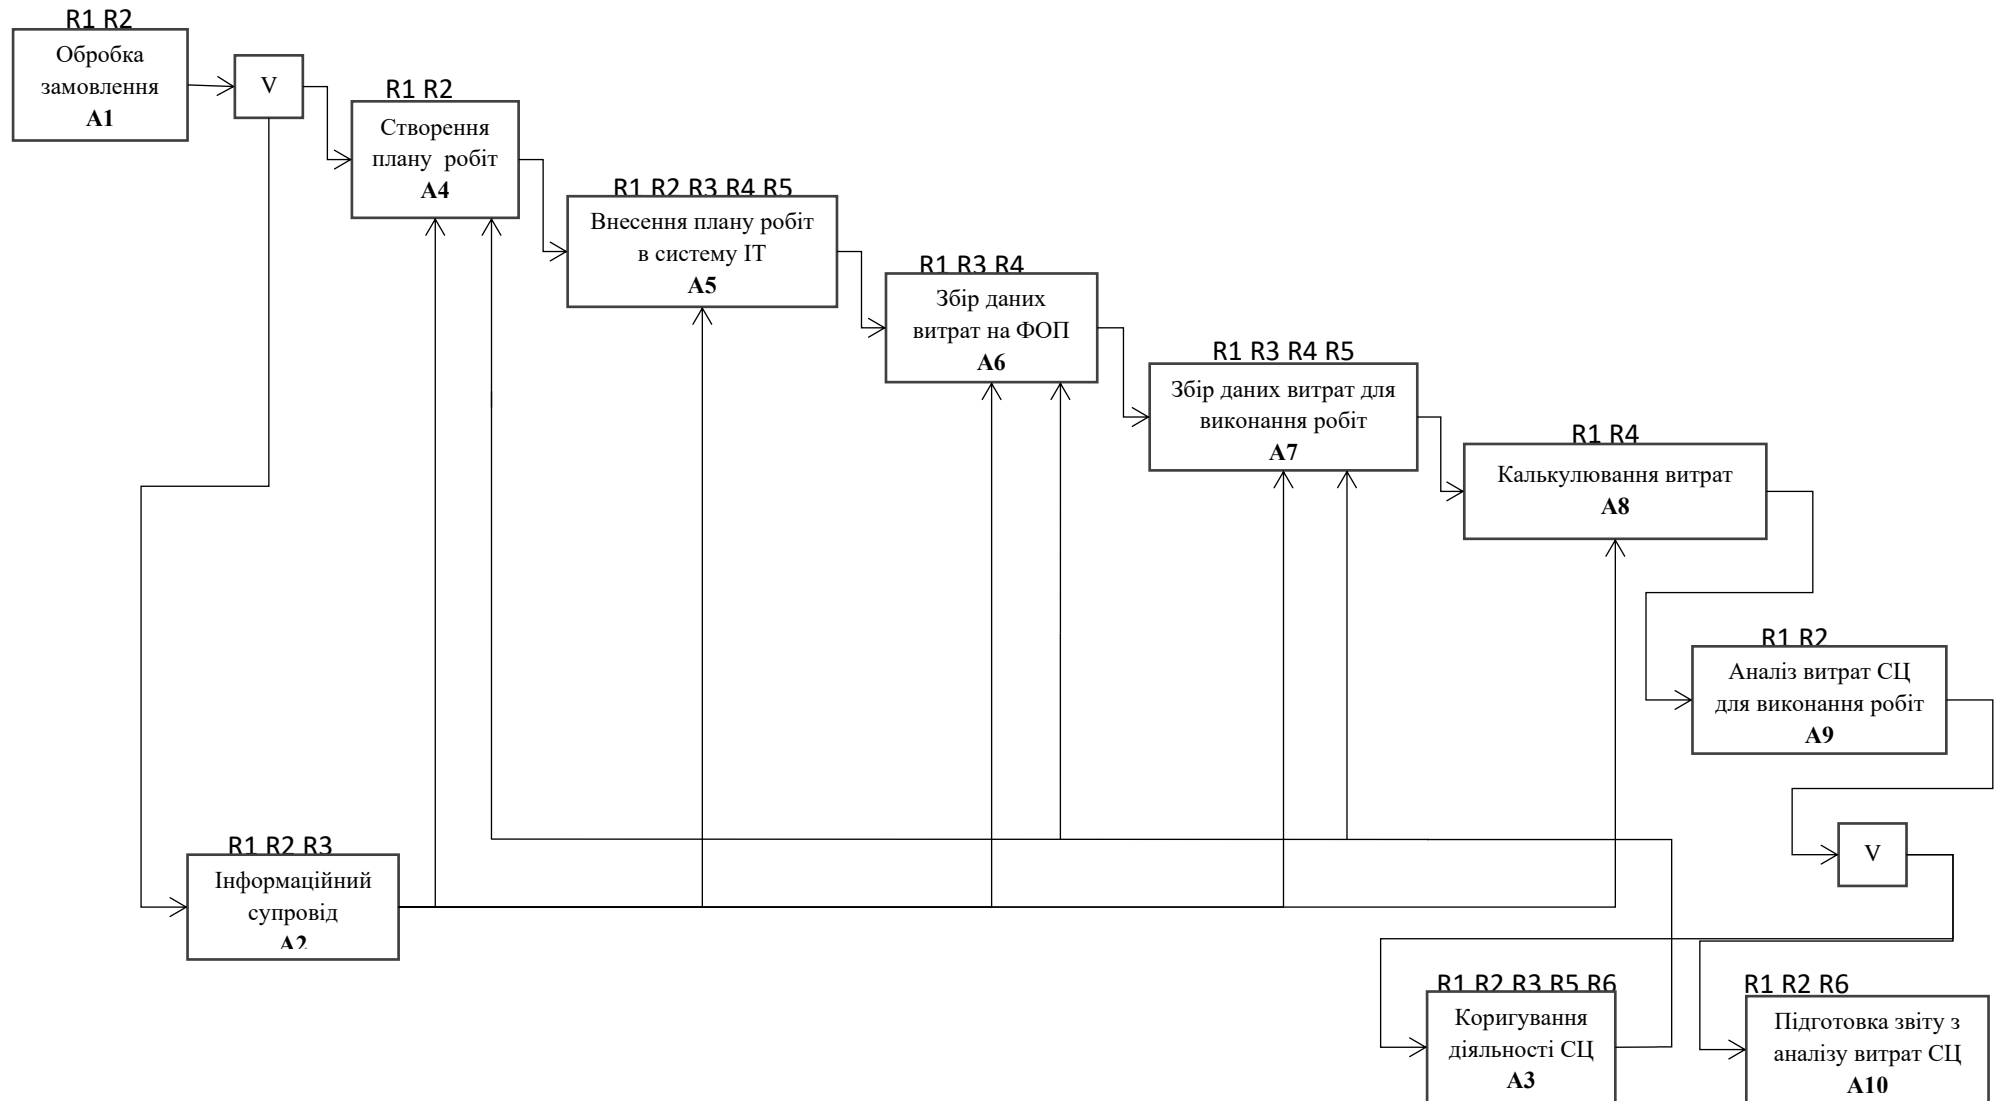 R1 R2
Обробка
замовлення
A1
V
R1 R2
Створення
плану робіт
A4
R1 R2 R3 R4 R5
Внесення плану робіт
в систему ІТ
A5
R1 R3 R4
Збір даних
витрат на ФОП
A6
R1 R3 R4 R5
Збір даних витрат для
виконання робіт
A7
R1 R4
Калькулювання витрат
A8
R1 R2
Аналіз витрат СЦ
для виконання робіт
A9
V
R1 R2 R3
Інформаційний
супровід
A2
R1 R2 R3 R5 R6
Коригування
діяльності СЦ
A3
R1 R2 R6
Підготовка звіту з
аналізу витрат СЦ
A10